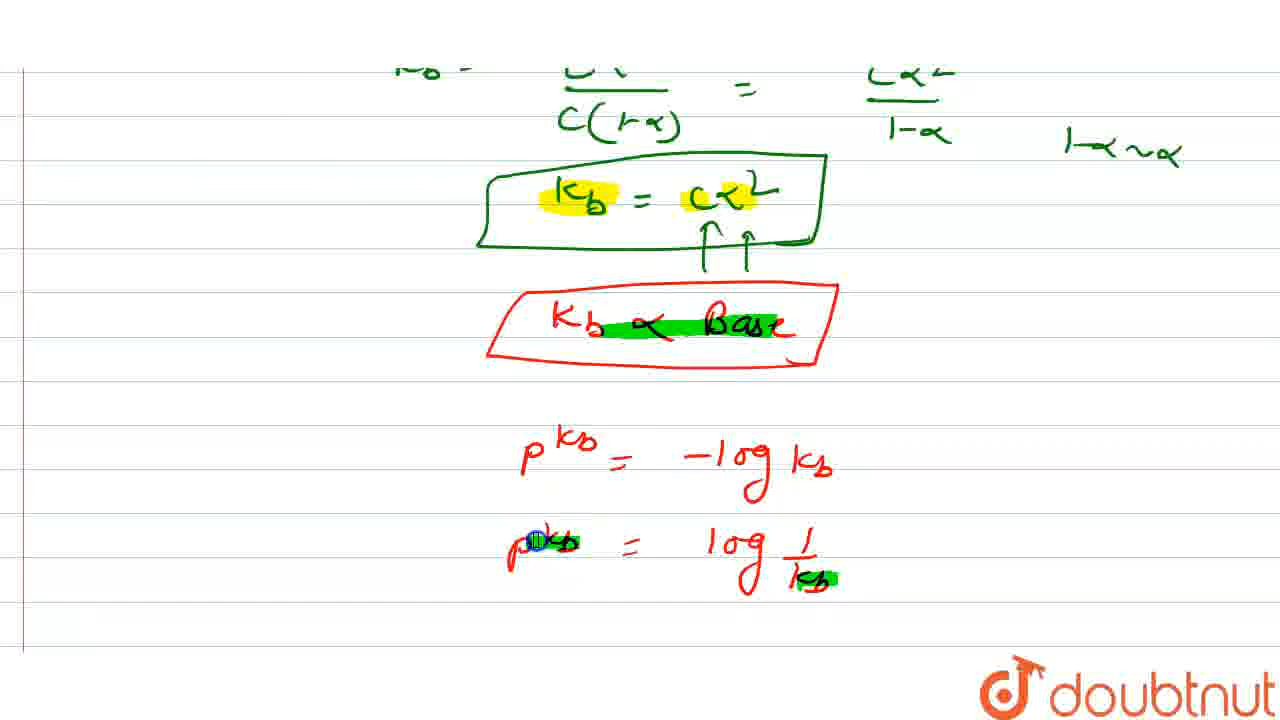 C(1-α) = Cα² / 1-α
1-α ~ α
Kb = Cα²
Kb ∝ Base
pKb = -log Kb
pKb = log 1/Kb
doubtnut